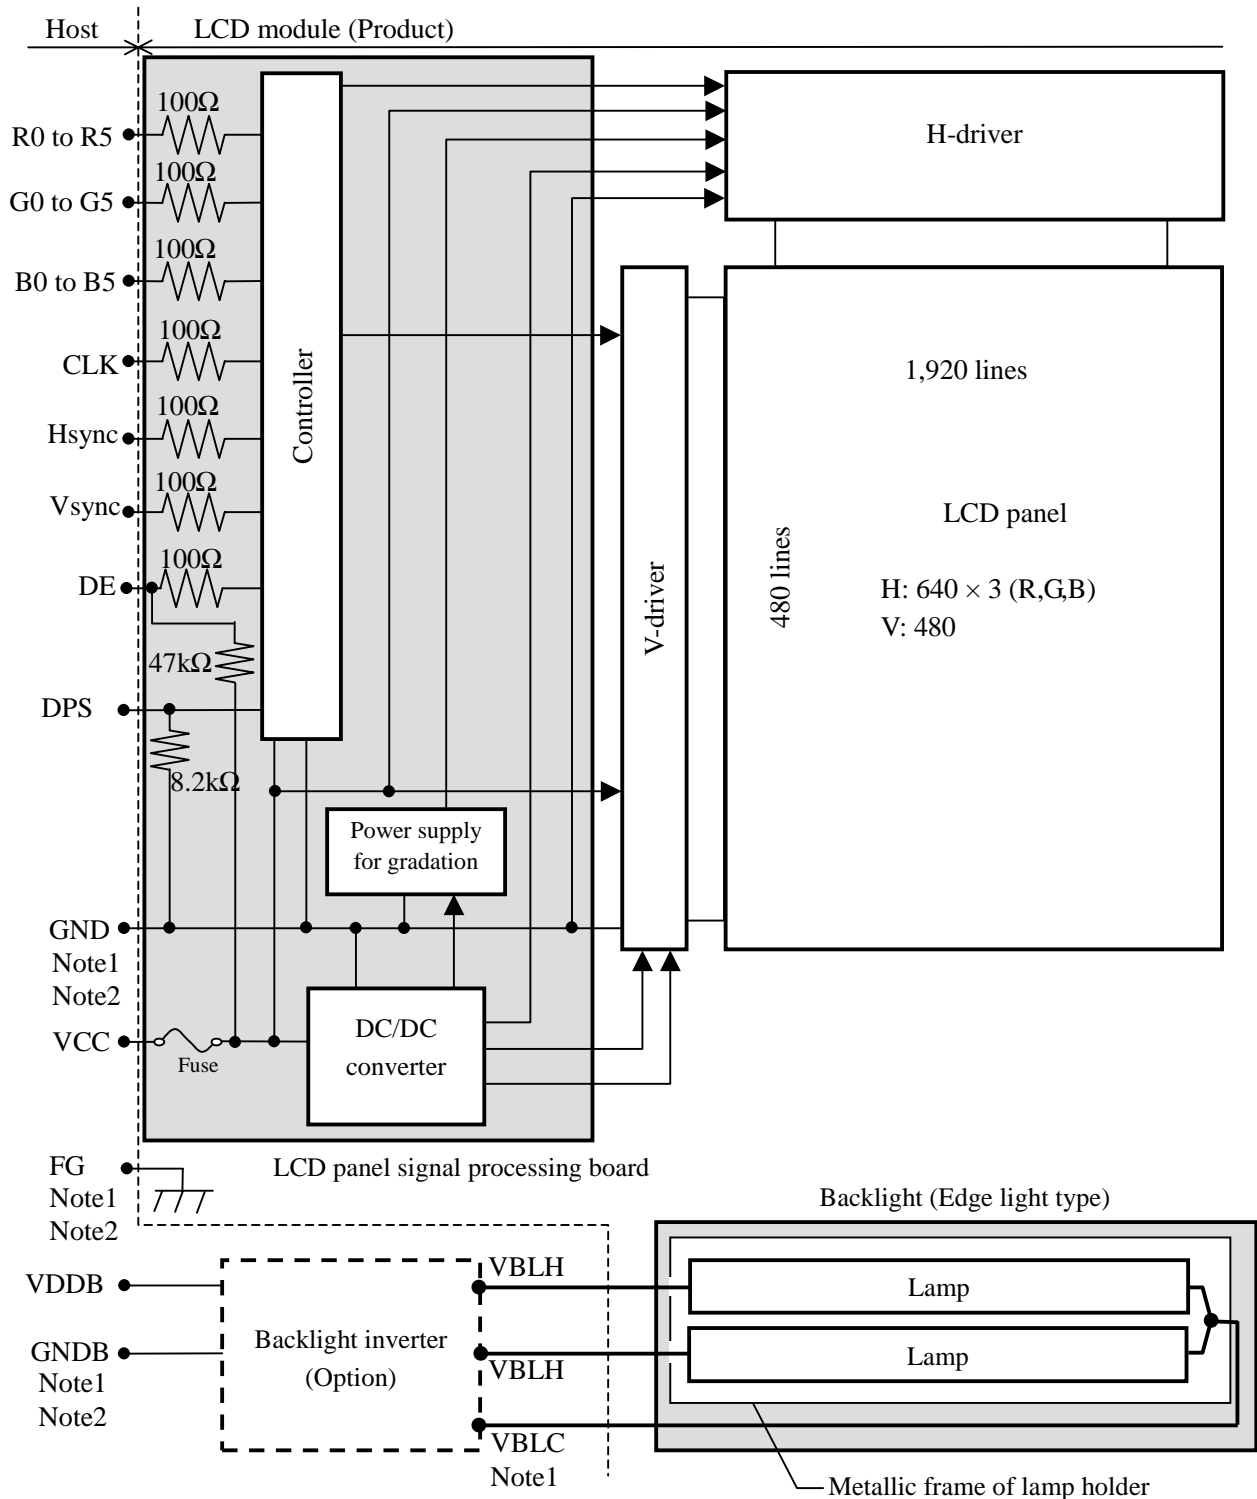 Host
LCD module (Product)
100Ω
R0 to R5
100Ω
G0 to G5
100Ω
B0 to B5
100Ω
CLK
100Ω
Hsync
100Ω
Vsync
100Ω
DE
47kΩ
DPS
8.2kΩ
Controller
H-driver
V-driver
1,920 lines
480 lines
LCD panel
H: 640 × 3 (R,G,B)
V: 480
Power supply
for gradation
GND
Note1
Note2
VCC
Fuse
DC/DC
converter
FG
Note1
Note2
LCD panel signal processing board
Backlight (Edge light type)
VDDB
GNDB
Note1
Note2
Backlight inverter
(Option)
VBLH
VBLH
VBLC
Note1
Lamp
Lamp
Metallic frame of lamp holder